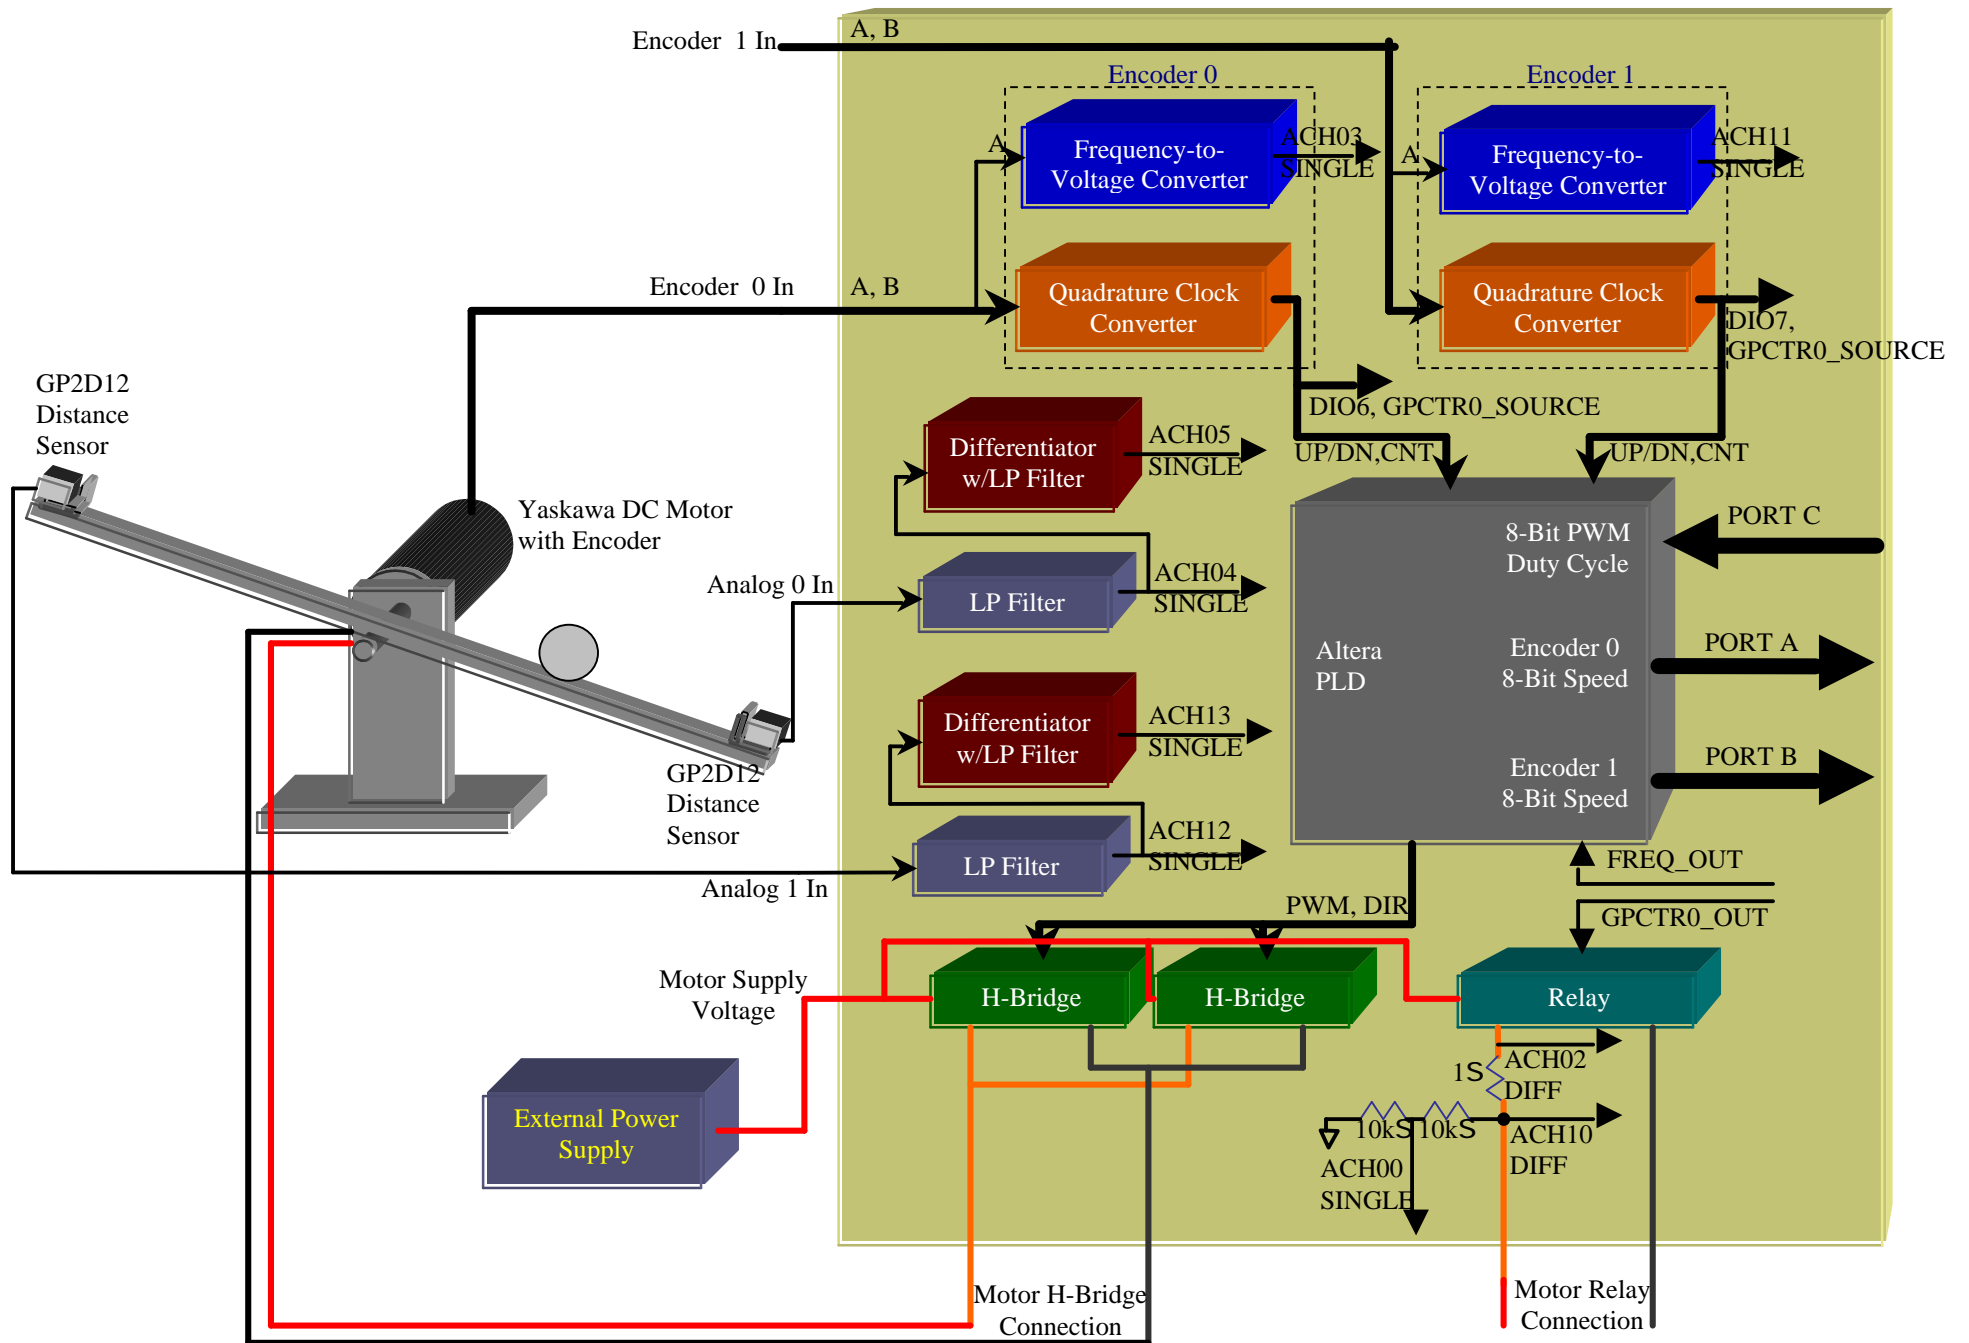 Encoder 1 In
A, B
Encoder 0
Encoder 1
A
Frequency-to-
Voltage Converter
ACH03
SINGLE
A
Frequency-to-
Voltage Converter
ACH11
SINGLE
Encoder 0 In
A, B
Quadrature Clock
Converter
Quadrature Clock
Converter
DIO7,
GPCTR0_SOURCE
DIO6, GPCTR0_SOURCE
UP/DN,CNT
UP/DN,CNT
GP2D12
Distance
Sensor
Differentiator
w/LP Filter
ACH05
SINGLE
Yaskawa DC Motor
with Encoder
Analog 0 In
LP Filter
ACH04
SINGLE
8-Bit PWM
Duty Cycle
PORT C
Altera
PLD
Encoder 0
8-Bit Speed
PORT A
Differentiator
w/LP Filter
ACH13
SINGLE
Encoder 1
8-Bit Speed
PORT B
GP2D12
Distance
Sensor
LP Filter
ACH12
SINGLE
Analog 1 In
FREQ_OUT
GPCTR0_OUT
PWM, DIR
Motor Supply
Voltage
H-Bridge
H-Bridge
Relay
External Power
Supply
1S
ACH02
DIFF
10kS
10kS
ACH10
DIFF
ACH00
SINGLE
Motor H-Bridge
Connection
Motor Relay
Connection